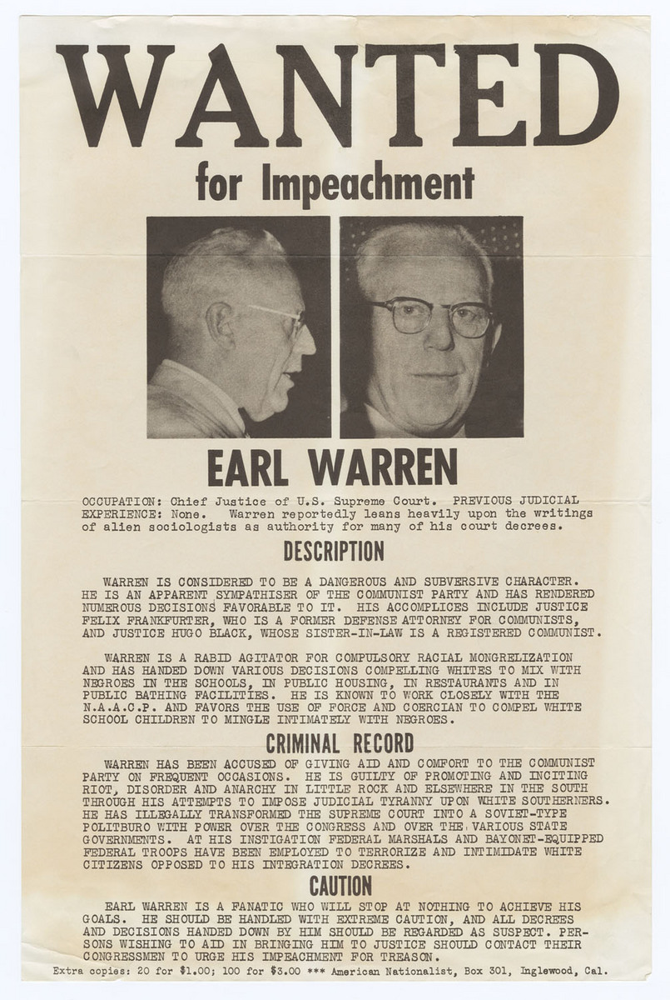 WANTED
for Impeachment
EARL WARREN
OCCUPATION: Chief Justice of U.S. Supreme Court. PREVIOUS JUDICIAL
EXPERIENCE: None. Warren reportedly leans heavily upon the writings
of alien sociologists as authority for many of his court decrees.
DESCRIPTION
WARREN IS CONSIDERED TO BE A DANGEROUS AND SUBVERSIVE CHARACTER.
HE IS AN APPARENT SYMPATHISER OF THE COMMUNIST PARTY AND HAS RENDERED
NUMEROUS DECISIONS FAVORABLE TO IT. HIS ACCOMPLICES INCLUDE JUSTICE
FELIX FRANKFURTER, WHO IS A FORMER DEFENSE ATTORNEY FOR COMMUNISTS,
AND JUSTICE HUGO BLACK, WHOSE SISTER-IN-LAW IS A REGISTERED COMMUNIST.
WARREN IS A RABID AGITATOR FOR COMPULSORY RACIAL MONGRELIZATION
AND HAS HANDED DOWN VARIOUS DECISIONS COMPELLING WHITES TO MIX WITH
NEGROES IN THE SCHOOLS, IN PUBLIC HOUSING, IN RESTAURANTS AND IN
PUBLIC BATHING FACILITIES. HE IS KNOWN TO WORK CLOSELY WITH THE
N.A.A.C.P. AND FAVORS THE USE OF FORCE AND COERCIAN TO COMPEL WHITE
SCHOOL CHILDREN TO MINGLE INTIMATELY WITH NEGROES.
CRIMINAL RECORD
WARREN HAS BEEN ACCUSED OF GIVING AID AND COMFORT TO THE COMMUNIST
PARTY ON FREQUENT OCCASIONS. HE IS GUILTY OF PROMOTING AND INCITING
RIOT, DISORDER AND ANARCHY IN LITTLE ROCK AND ELSEWHERE IN THE SOUTH
THROUGH HIS ATTEMPTS TO IMPOSE JUDICIAL TYRANNY UPON WHITE SOUTHERNERS.
HE HAS ILLEGALLY TRANSFORMED THE SUPREME COURT INTO A SOVIET-TYPE
POLITBURO WITH POWER OVER THE CONGRESS AND OVER THE VARIOUS STATE
GOVERNMENTS. AT HIS INSTIGATION FEDERAL MARSHALS AND BAYONET-EQUIPPED
FEDERAL TROOPS HAVE BEEN EMPLOYED TO TERRORIZE AND INTIMIDATE WHITE
CITIZENS OPPOSED TO HIS INTEGRATION DECREES.
CAUTION
EARL WARREN IS A FANATIC WHO WILL STOP AT NOTHING TO ACHIEVE HIS
GOALS. HE SHOULD BE HANDLED WITH EXTREME CAUTION, AND ALL DECREES
AND DECISIONS HANDED DOWN BY HIM SHOULD BE REGARDED AS SUSPECT. PER-
SONS WISHING TO AID IN BRINGING HIM TO JUSTICE SHOULD CONTACT THEIR
CONGRESSMEN TO URGE HIS IMPEACHMENT FOR TREASON.
Extra copies: 20 for $1.00; 100 for $3.00 *** American Nationalist, Box 301, Inglewood, Cal.